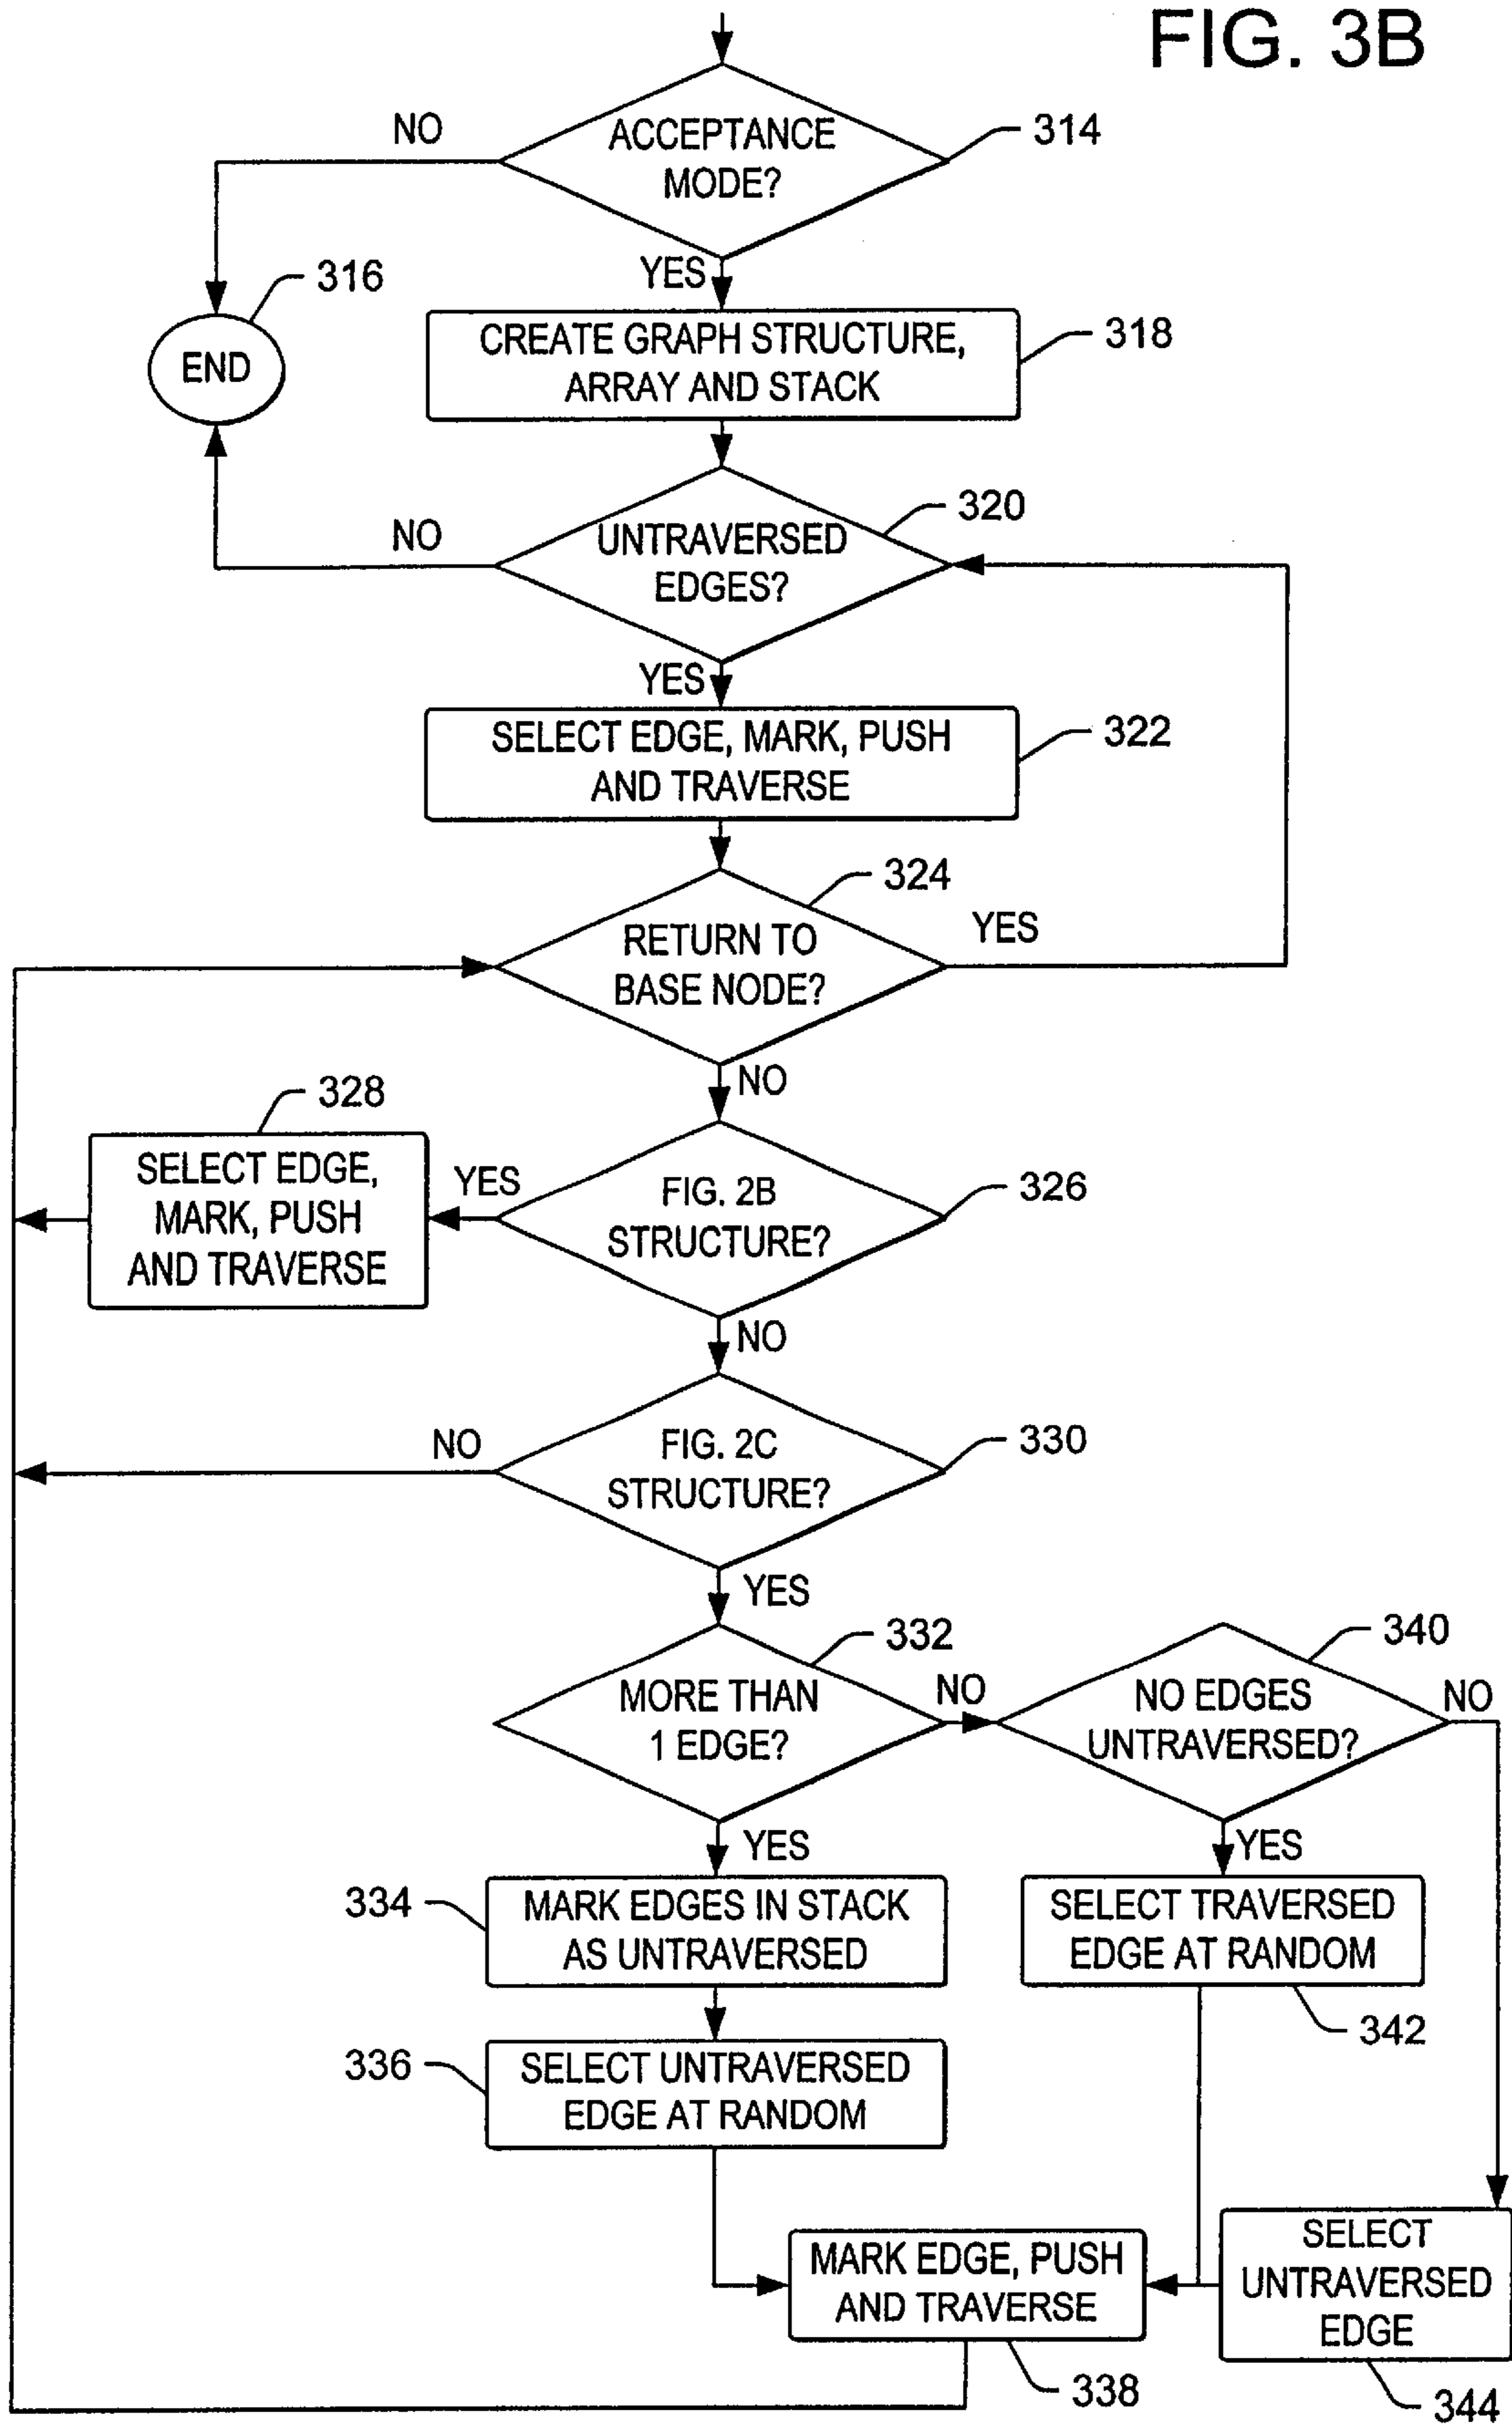 FIG. 3B
NO
ACCEPTANCE
MODE?
314
YES
316
END
CREATE GRAPH STRUCTURE,
ARRAY AND STACK
318
320
NO
UNTRAVERSED
EDGES?
YES
SELECT EDGE, MARK, PUSH
AND TRAVERSE
322
324
RETURN TO
BASE NODE?
YES
NO
328
SELECT EDGE,
MARK, PUSH
AND TRAVERSE
YES
FIG. 2B
STRUCTURE?
326
NO
NO
FIG. 2C
STRUCTURE?
330
YES
332
MORE THAN
1 EDGE?
NO
340
NO EDGES
UNTRAVERSED?
NO
YES
YES
334
MARK EDGES IN STACK
AS UNTRAVERSED
SELECT TRAVERSED
EDGE AT RANDOM
342
336
SELECT UNTRAVERSED
EDGE AT RANDOM
MARK EDGE, PUSH
AND TRAVERSE
338
SELECT
UNTRAVERSED
EDGE
344